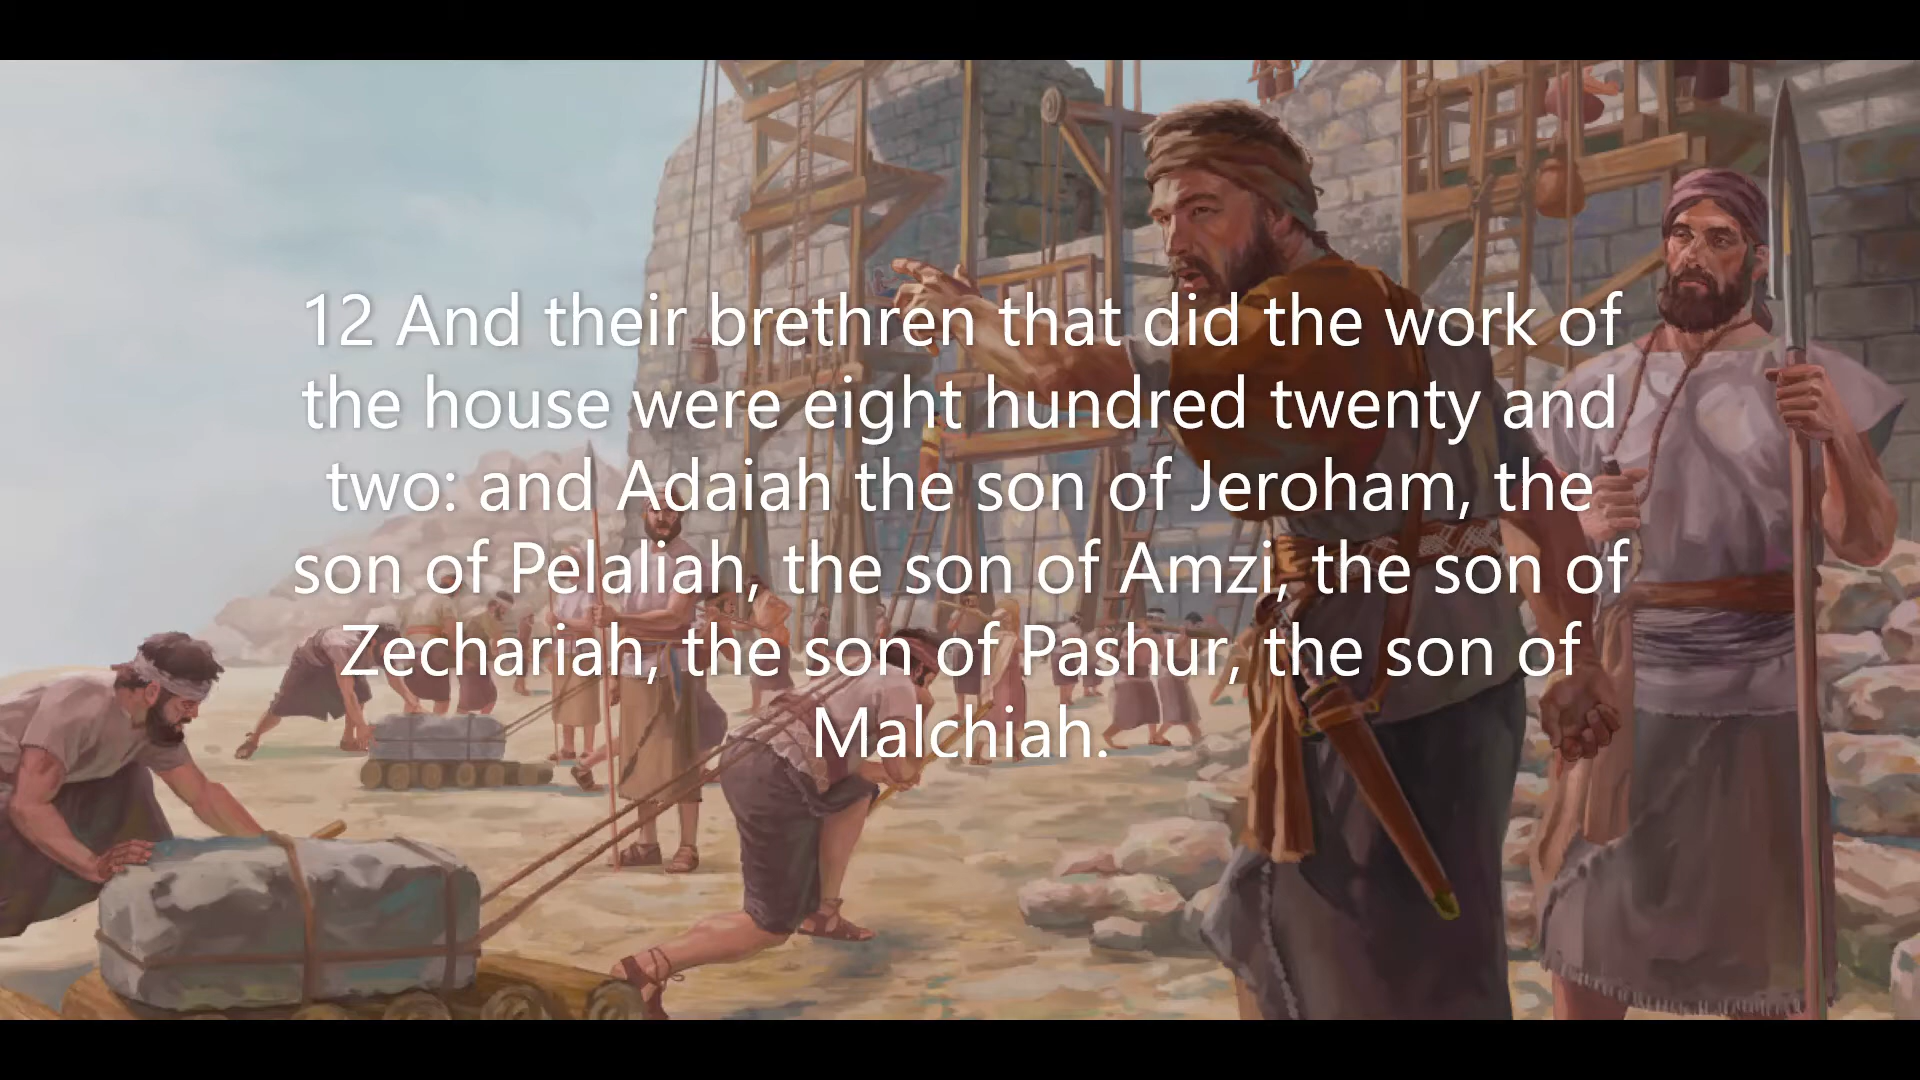 12 And their brethren that did the work of
the house were eight hundred twenty and
two: and Adaiah the son of Jeroham, the
son of Pelaliah, the son of Amzi, the son of
Zechariah, the son of Pashur, the son of
Malchiah.